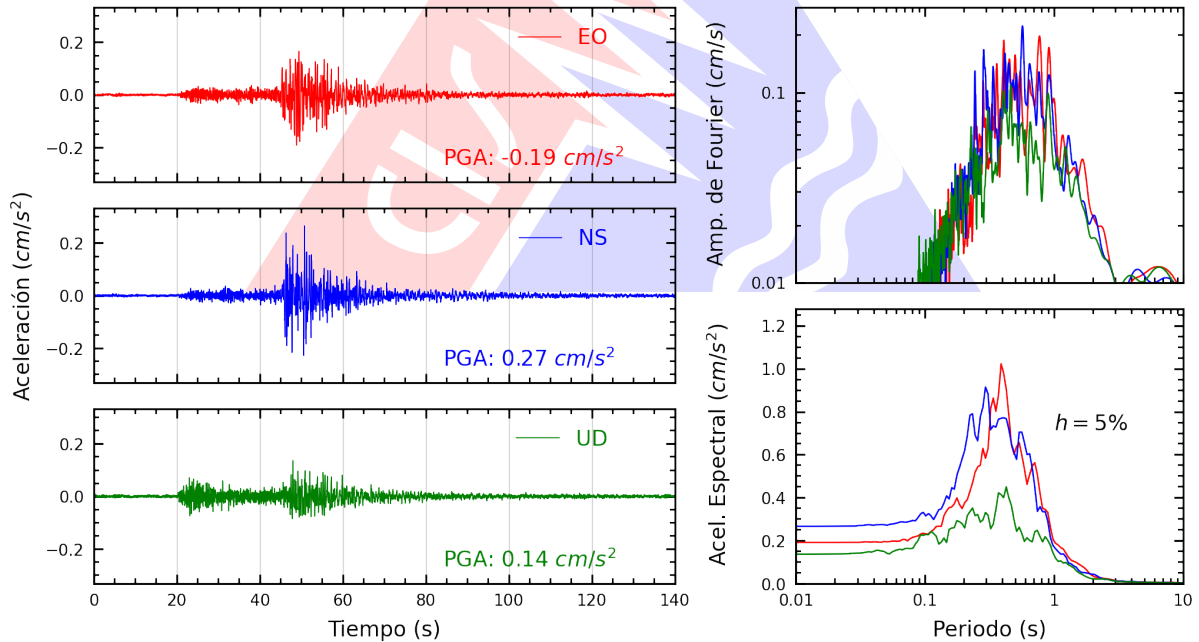 Aceleración (cm/s²)
0.2
0.0
−0.2
EO
PGA: -0.19 cm/s²
0.2
0.0
−0.2
NS
PGA: 0.27 cm/s²
0.2
0.0
−0.2
UD
PGA: 0.14 cm/s²
0 20 40 60 80 100 120 140
Tiempo (s)
Amp. de Fourier (cm/s)
0.1
0.01
Acel. Espectral (cm/s²)
1.2
1.0
0.8
0.6
0.4
0.2
0.0
h = 5%
0.01 0.1 1 10
Periodo (s)